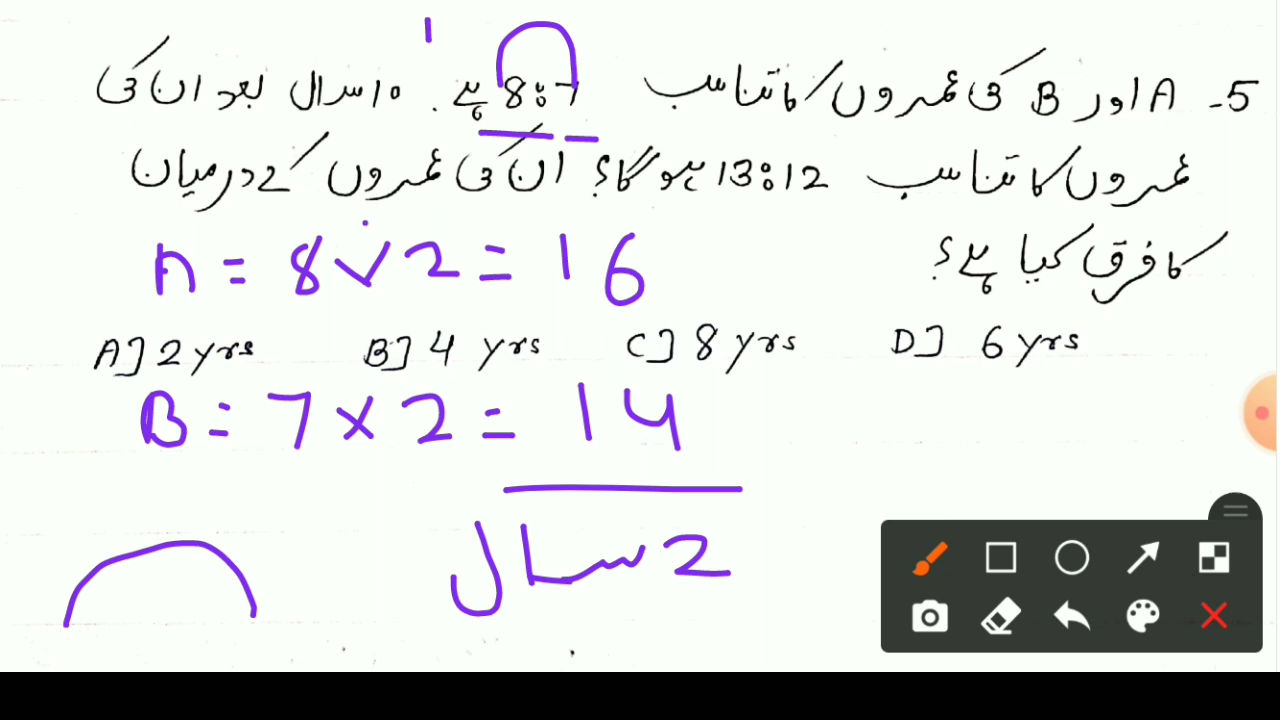 5- A اور B کی عمروں کا تناسب 8:7 ہے. 10 سال بعد ان کی
عمروں کا تناسب 13:12 ہو گا؟ ان کی عمروں کے درمیان
کا فرق کیا ہے؟
A = 8 × 2 = 16
A] 2 yrs B] 4 yrs C] 8 yrs D] 6 yrs
B = 7 × 2 = 14
2 سال